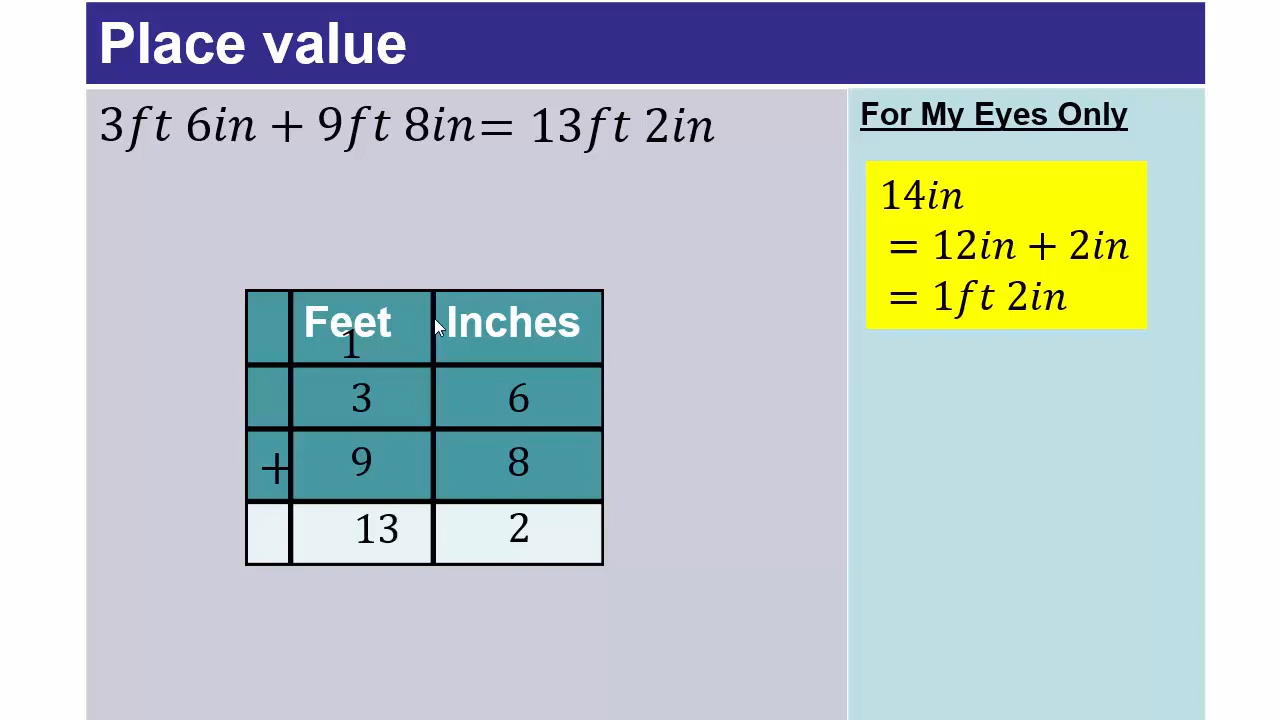 Place value
3ft 6in + 9ft 8in = 13ft 2in
For My Eyes Only
14in
= 12in + 2in
= 1ft 2in
Feet Inches
1
3 6
+ 9 8
13 2